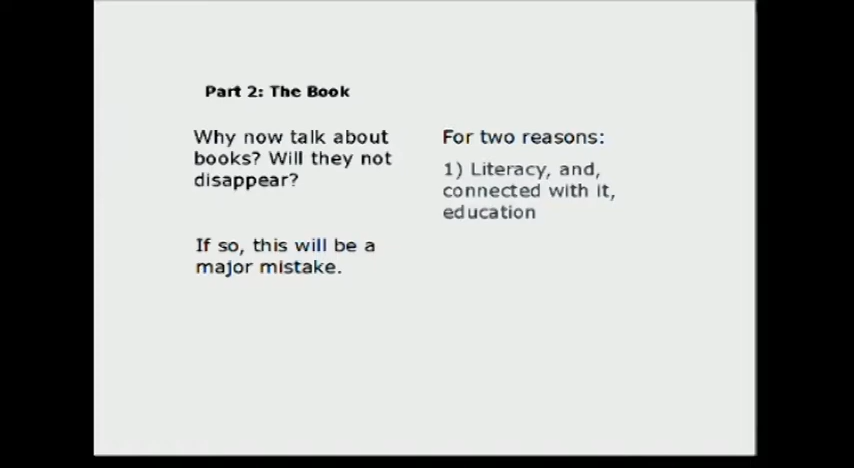 Part 2: The Book
Why now talk about
books? Will they not
disappear?
If so, this will be a
major mistake.
For two reasons:
1) Literacy, and,
connected with it,
education